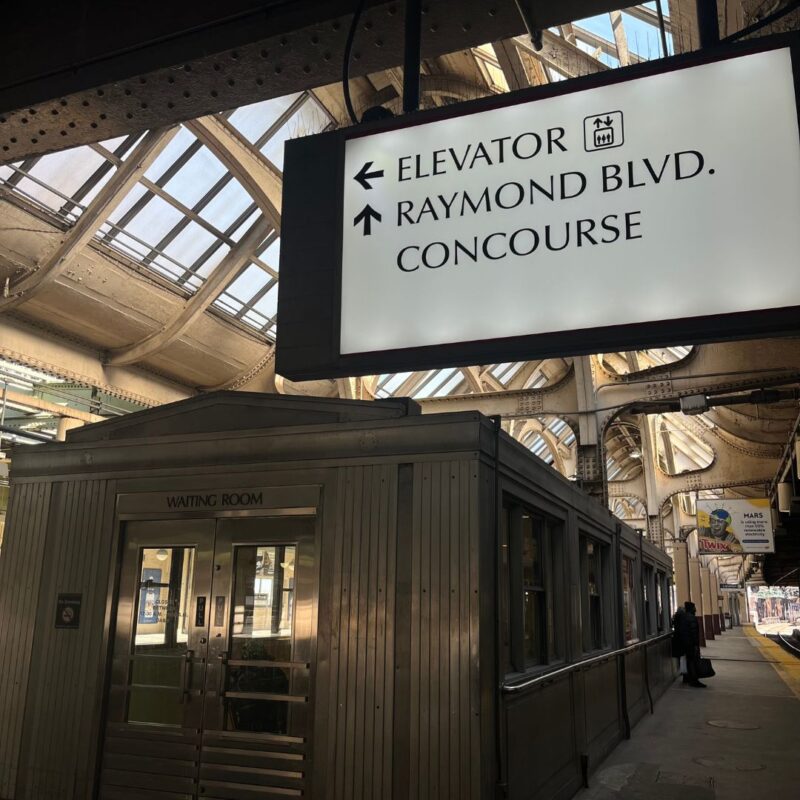 ELEVATOR
RAYMOND BLVD.
CONCOURSE
WAITING ROOM
MARS
TWIX